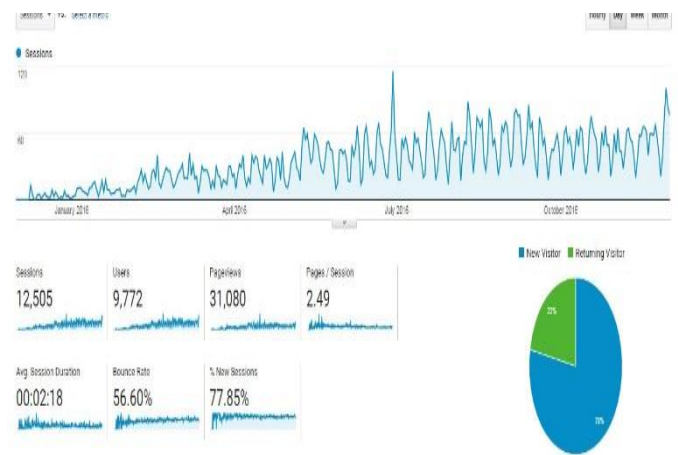 Sessions VS. Select a metric
Hourly Day Week Month
Sessions
120
60
January 2016 April 2016 July 2016 October 2016
New Visitor Returning Visitor
Sessions Users Pageviews Pages / Session
12,505 9,772 31,080 2.49
Avg. Session Duration Bounce Rate % New Sessions
00:02:18 56.60% 77.85%